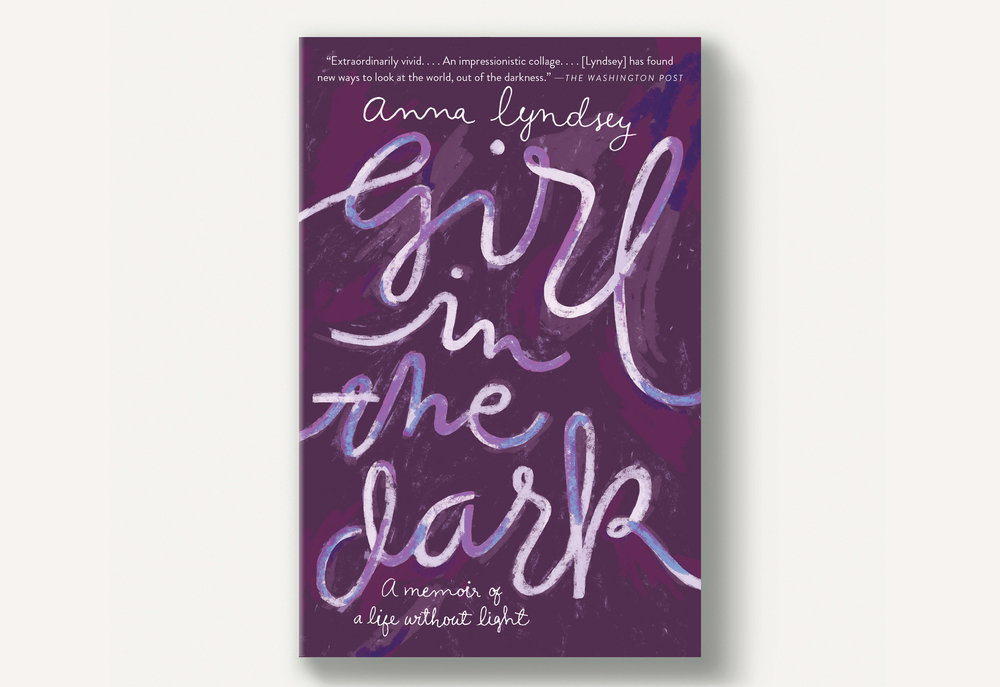 “Extraordinarily vivid. . . . An impressionistic collage. . . . [Lyndsey] has found
new ways to look at the world, out of the darkness.” —THE WASHINGTON POST
anna lyndsey
girl
in
the
dark
A memoir of
a life without light